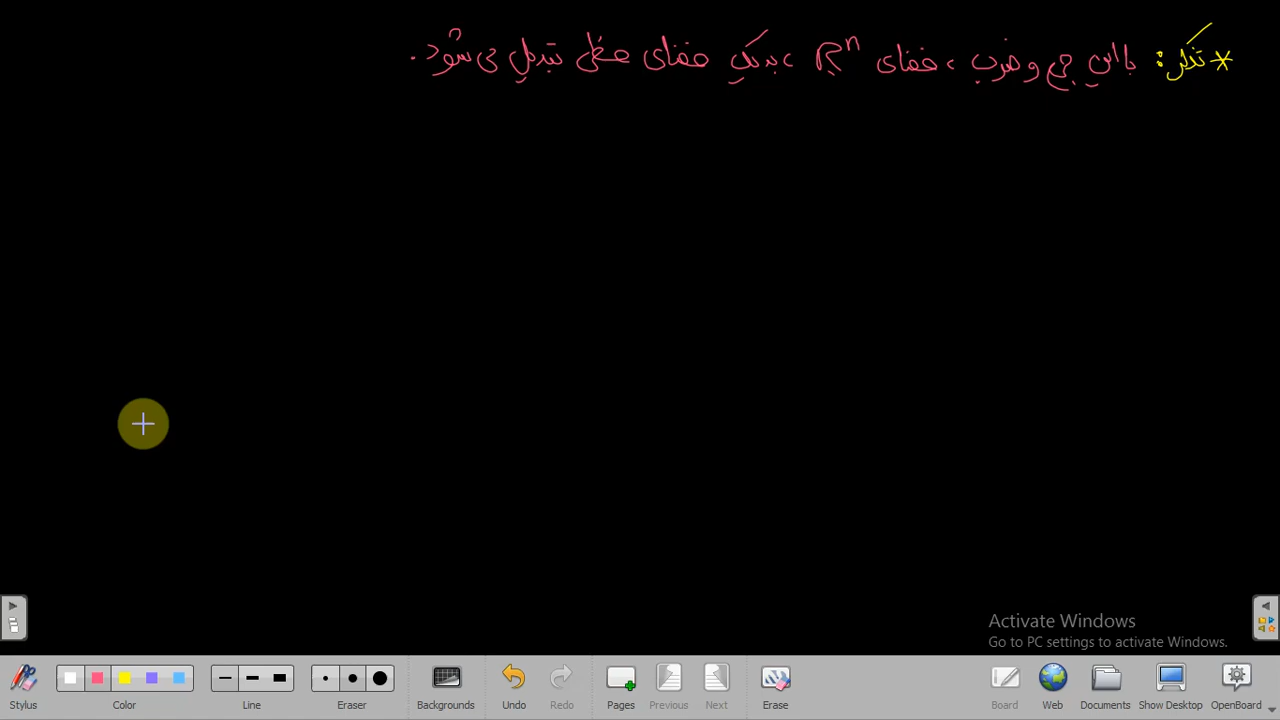 * تذکر: با این جمع و ضرب، فضای Rⁿ، به یک فضای خطی تبدیل می شود.
Activate Windows
Go to PC settings to activate Windows.
Stylus Color Line Eraser Backgrounds Undo Redo Pages Previous Next Erase Board Web Documents Show Desktop OpenBoard